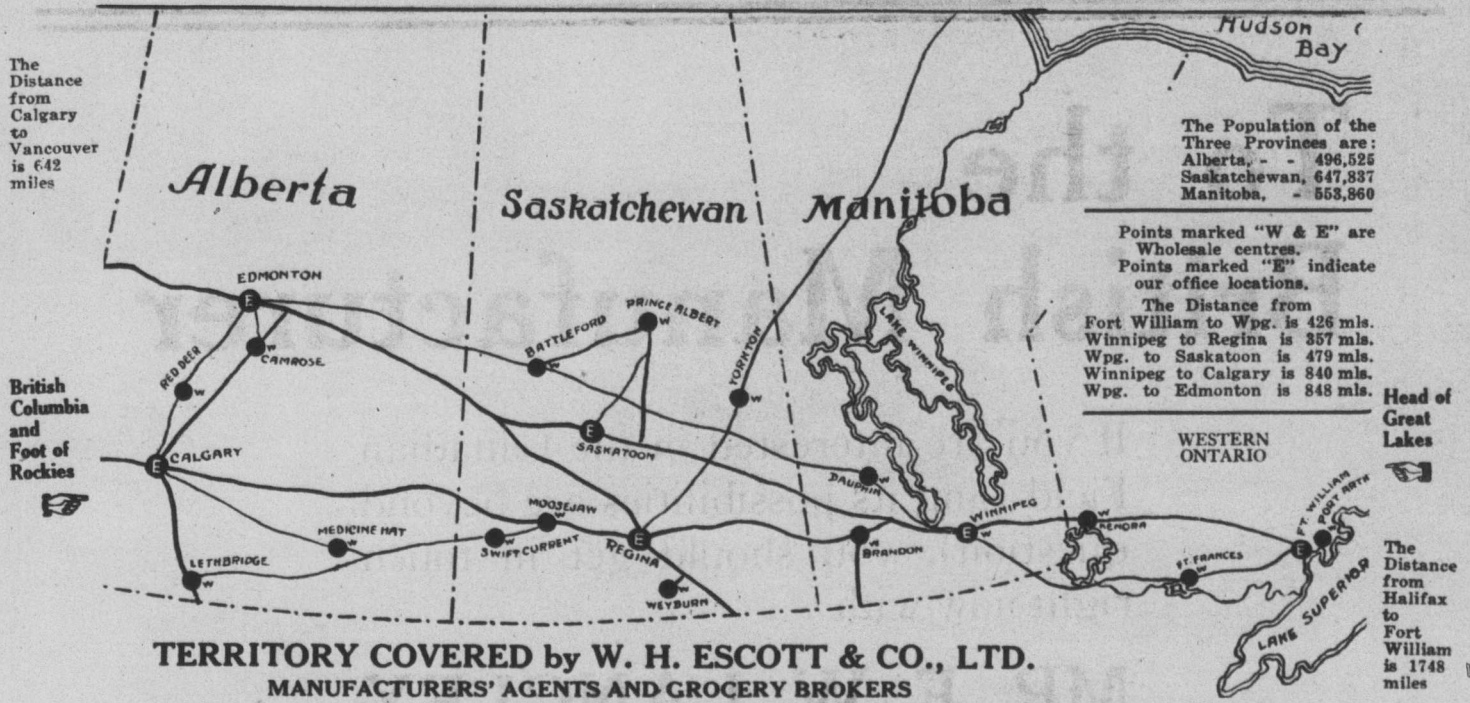 Hudson
Bay
The
Distance
from
Calgary
to
Vancouver
is 642
miles
The Population of the
Three Provinces are:
Alberta, - - 496,525
Saskatchewan, 647,837
Manitoba, - 553,860
Alberta
Saskatchewan
Manitoba
Points marked "W & E" are
Wholesale centres.
Points marked "E" indicate
our office locations.
The Distance from
Fort William to Wpg. is 426 mls.
Winnipeg to Regina is 357 mls.
Wpg. to Saskatoon is 479 mls.
Winnipeg to Calgary is 840 mls.
Wpg. to Edmonton is 848 mls.
EDMONTON
E
PRINCE ALBERT
W
BATTLEFORD
W
LAKE WINNIPEG
RED DEER
W
CAMROSE
W
YORKTON
W
British
Columbia
and
Foot of
Rockies
Head of
Great
Lakes
WESTERN
ONTARIO
CALGARY
E
E
SASKATOON
DAUPHIN
W
MEDICINE HAT
W
MOOSEJAW
W
SWIFT CURRENT
W
REGINA
E
BRANDON
W
WINNIPEG
E W
KENORA
W
FT. FRANCES
W
FT. WILLIAM
E
PORT ARTH
LETHBRIDGE
W
WEYBURN
W
LAKE SUPERIOR
The
Distance
from
Halifax
to
Fort
William
is 1748
miles
TERRITORY COVERED by W. H. ESCOTT & CO., LTD.
MANUFACTURERS' AGENTS AND GROCERY BROKERS